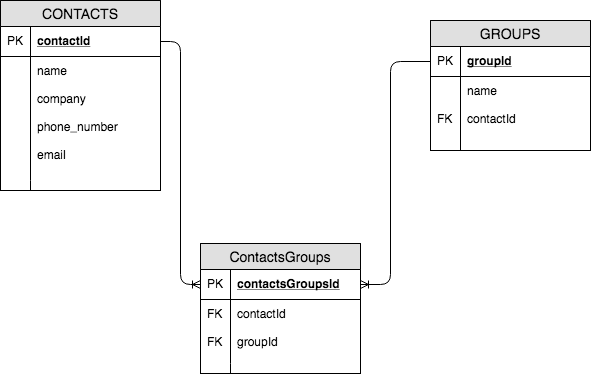 CONTACTS
PK contactId
name
company
phone_number
email
GROUPS
PK groupId
name
FK contactId
ContactsGroups
PK contactsGroupsId
FK contactId
FK groupId